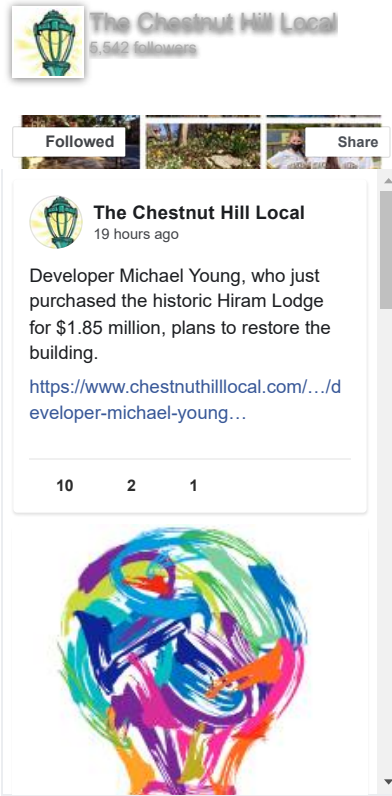 The Chestnut Hill Local
5,542 followers
Followed
Share
The Chestnut Hill Local
19 hours ago
Developer Michael Young, who just
purchased the historic Hiram Lodge
for $1.85 million, plans to restore the
building.
https://www.chestnuthilllocal.com/…/d
eveloper-michael-young…
10 2 1